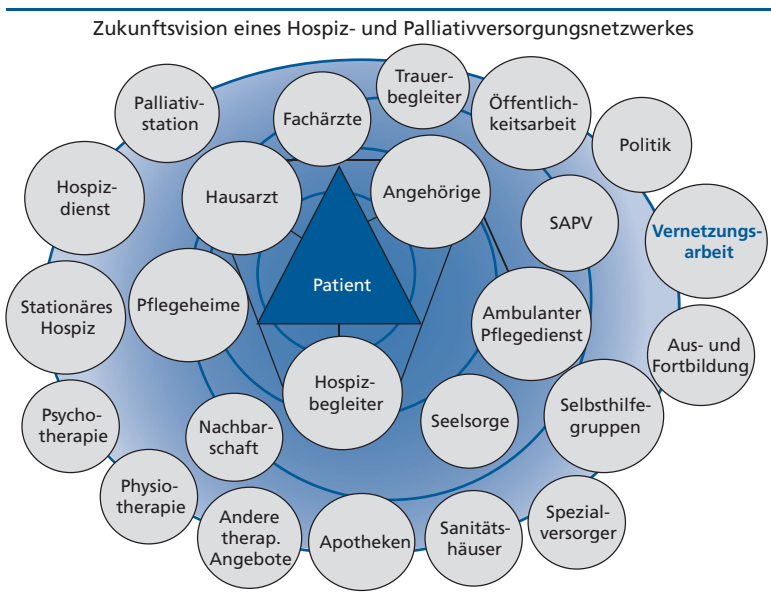 Zukunftsvision eines Hospiz- und Palliativversorgungsnetzwerkes
Trauer-
begleiter
Palliativ-
station
Fachärzte
Öffentlich-
keitsarbeit
Politik
Hospiz-
dienst
Hausarzt
Angehörige
SAPV
Vernetzungs-
arbeit
Patient
Stationäres
Hospiz
Pflegeheime
Ambulanter
Pflegedienst
Aus- und
Fortbildung
Hospiz-
begleiter
Psycho-
therapie
Nachbar-
schaft
Seelsorge
Selbsthilfe-
gruppen
Physio-
therapie
Andere
therap.
Angebote
Apotheken
Sanitäts-
häuser
Spezial-
versorger